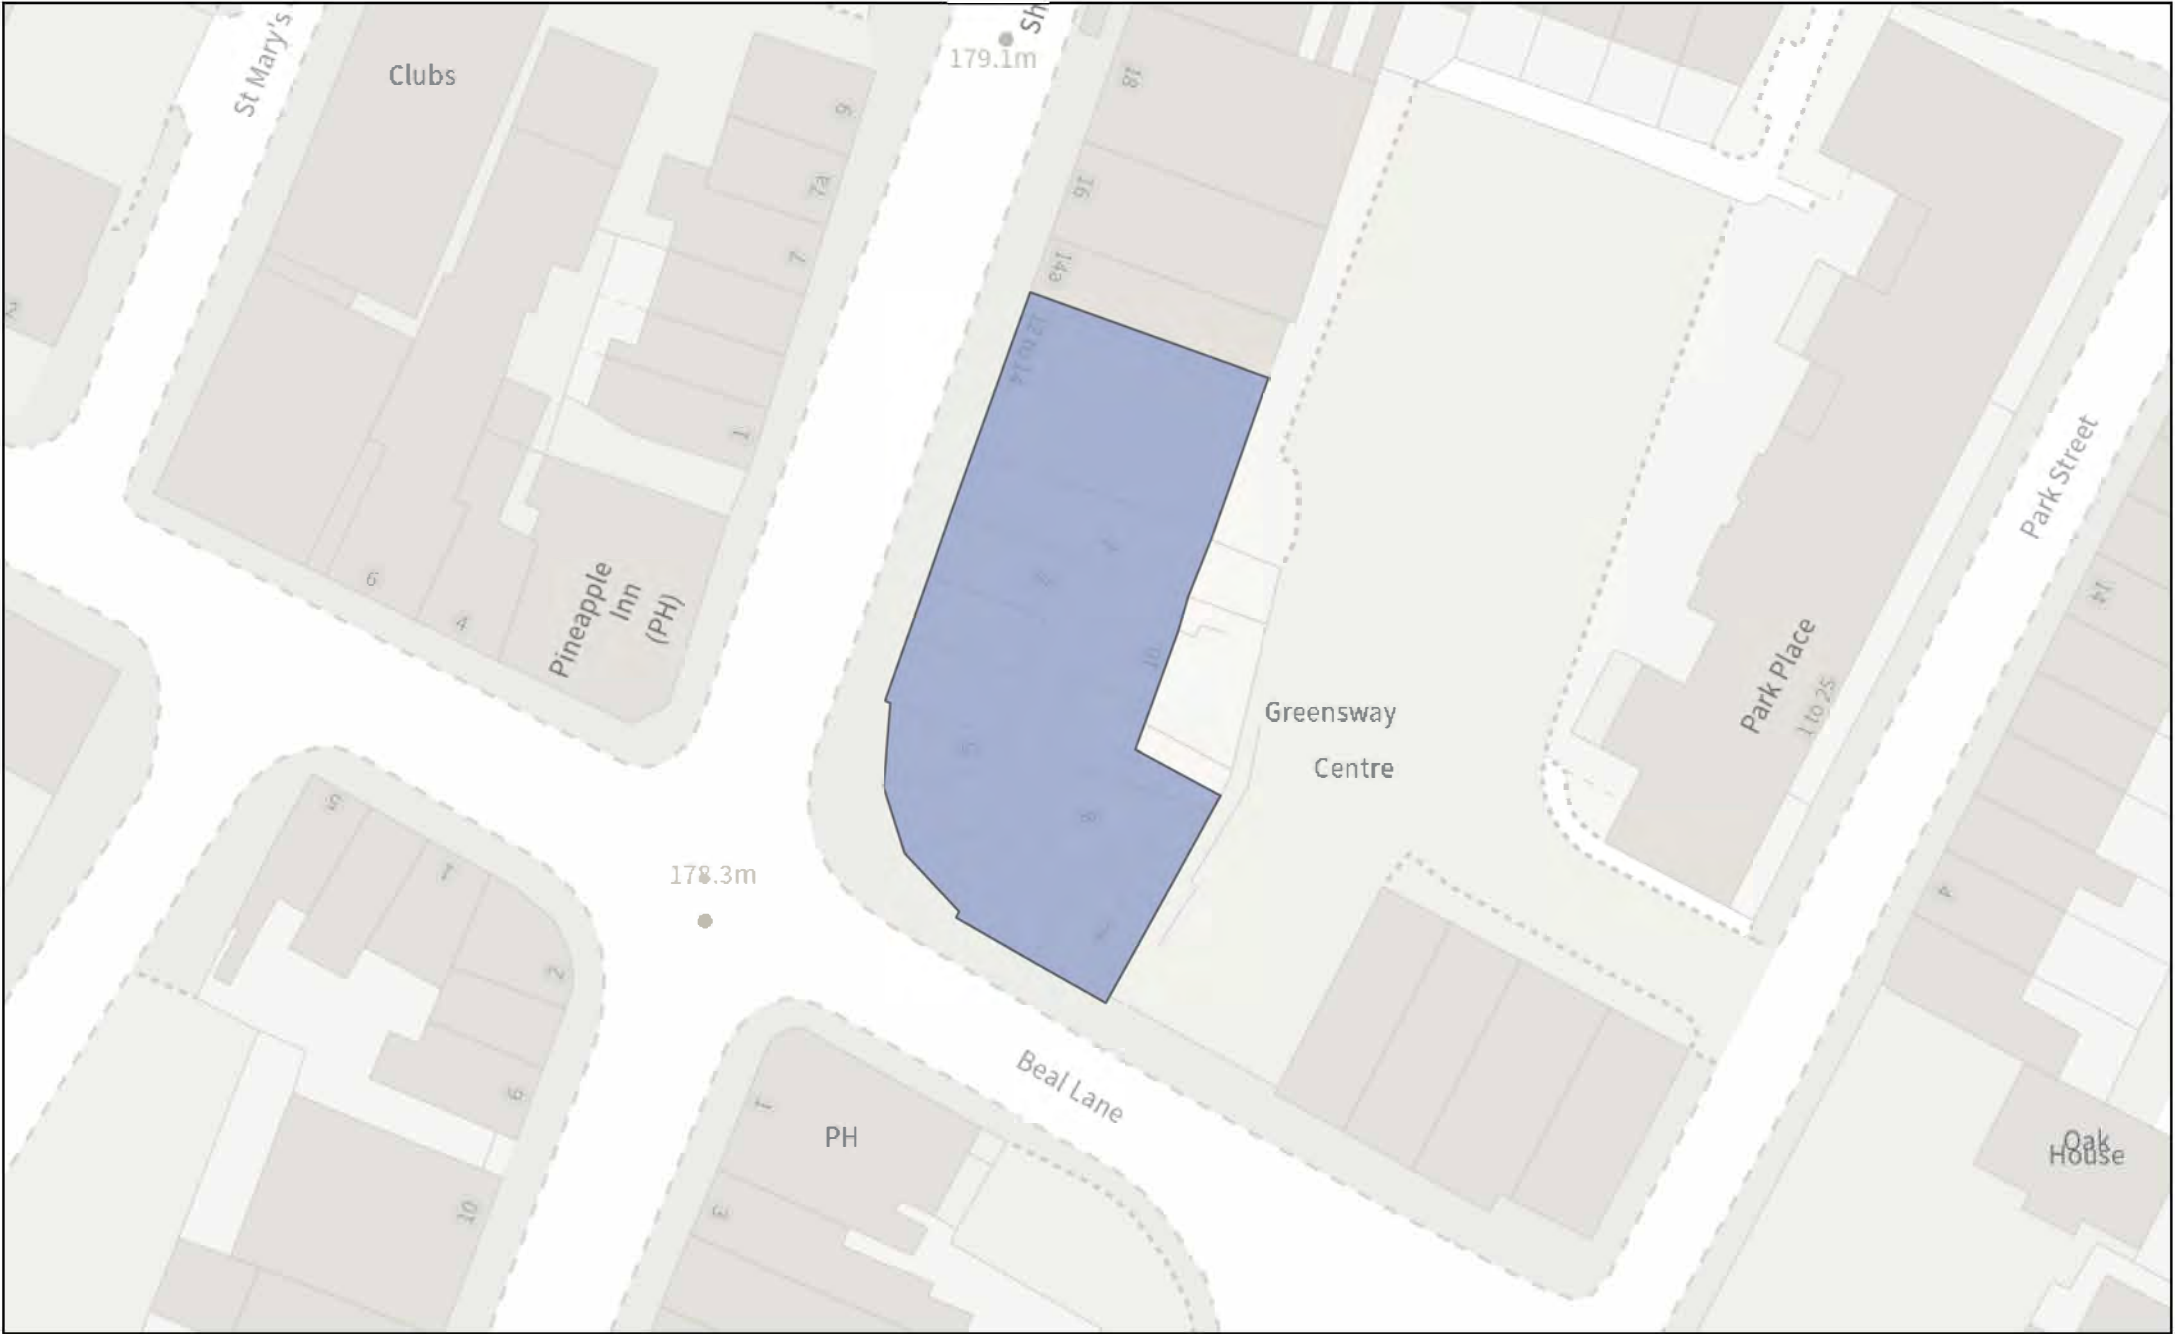 St Mary's
Clubs
Sh
179.1m
18
9
16
7a
7
14a
12 to 14
1
Park Street
Pineapple
Inn
(PH)
6
4
14
10
Park Place
1 to 25
Greensway
Centre
178.3m
5
1
2
8
4
6
Beal Lane
1
PH
3
10
Oak
House